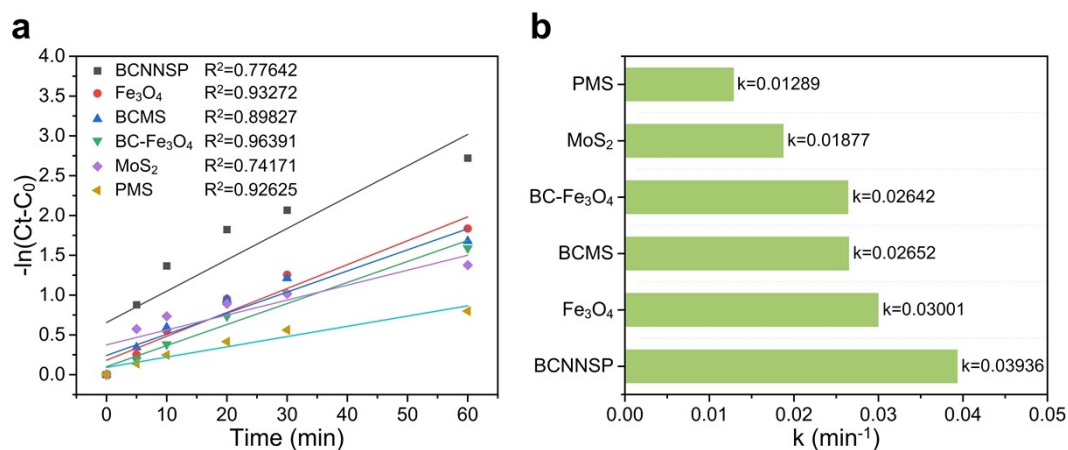 a
4.0
3.5
3.0
2.5
2.0
1.5
1.0
0.5
0.0
-ln(Ct-C₀)
BCNNSP R²=0.77642
Fe₃O₄ R²=0.93272
BCMS R²=0.89827
BC-Fe₃O₄ R²=0.96391
MoS₂ R²=0.74171
PMS R²=0.92625
0 10 20 30 40 50 60
Time (min)
b
PMS k=0.01289
MoS₂ k=0.01877
BC-Fe₃O₄ k=0.02642
BCMS k=0.02652
Fe₃O₄ k=0.03001
BCNNSP k=0.03936
0.00 0.01 0.02 0.03 0.04 0.05
k (min⁻¹)